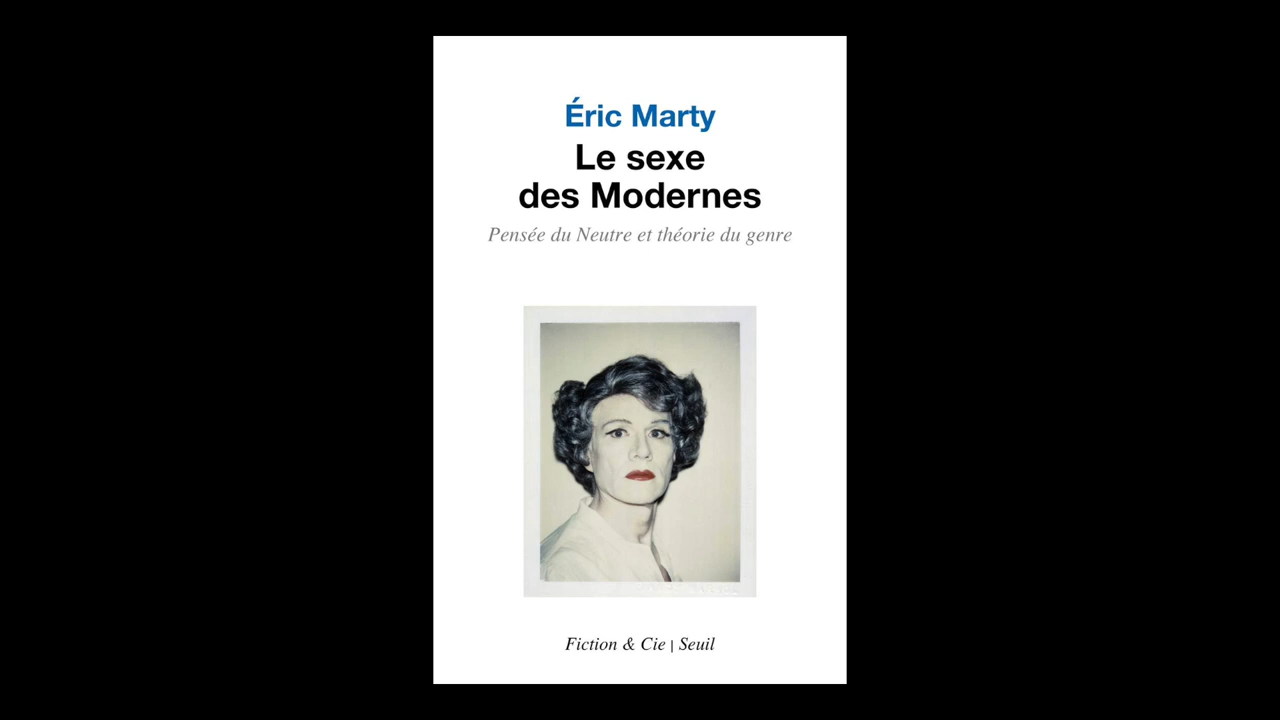 Éric Marty
Le sexe
des Modernes
Pensée du Neutre et théorie du genre
Fiction & Cie | Seuil